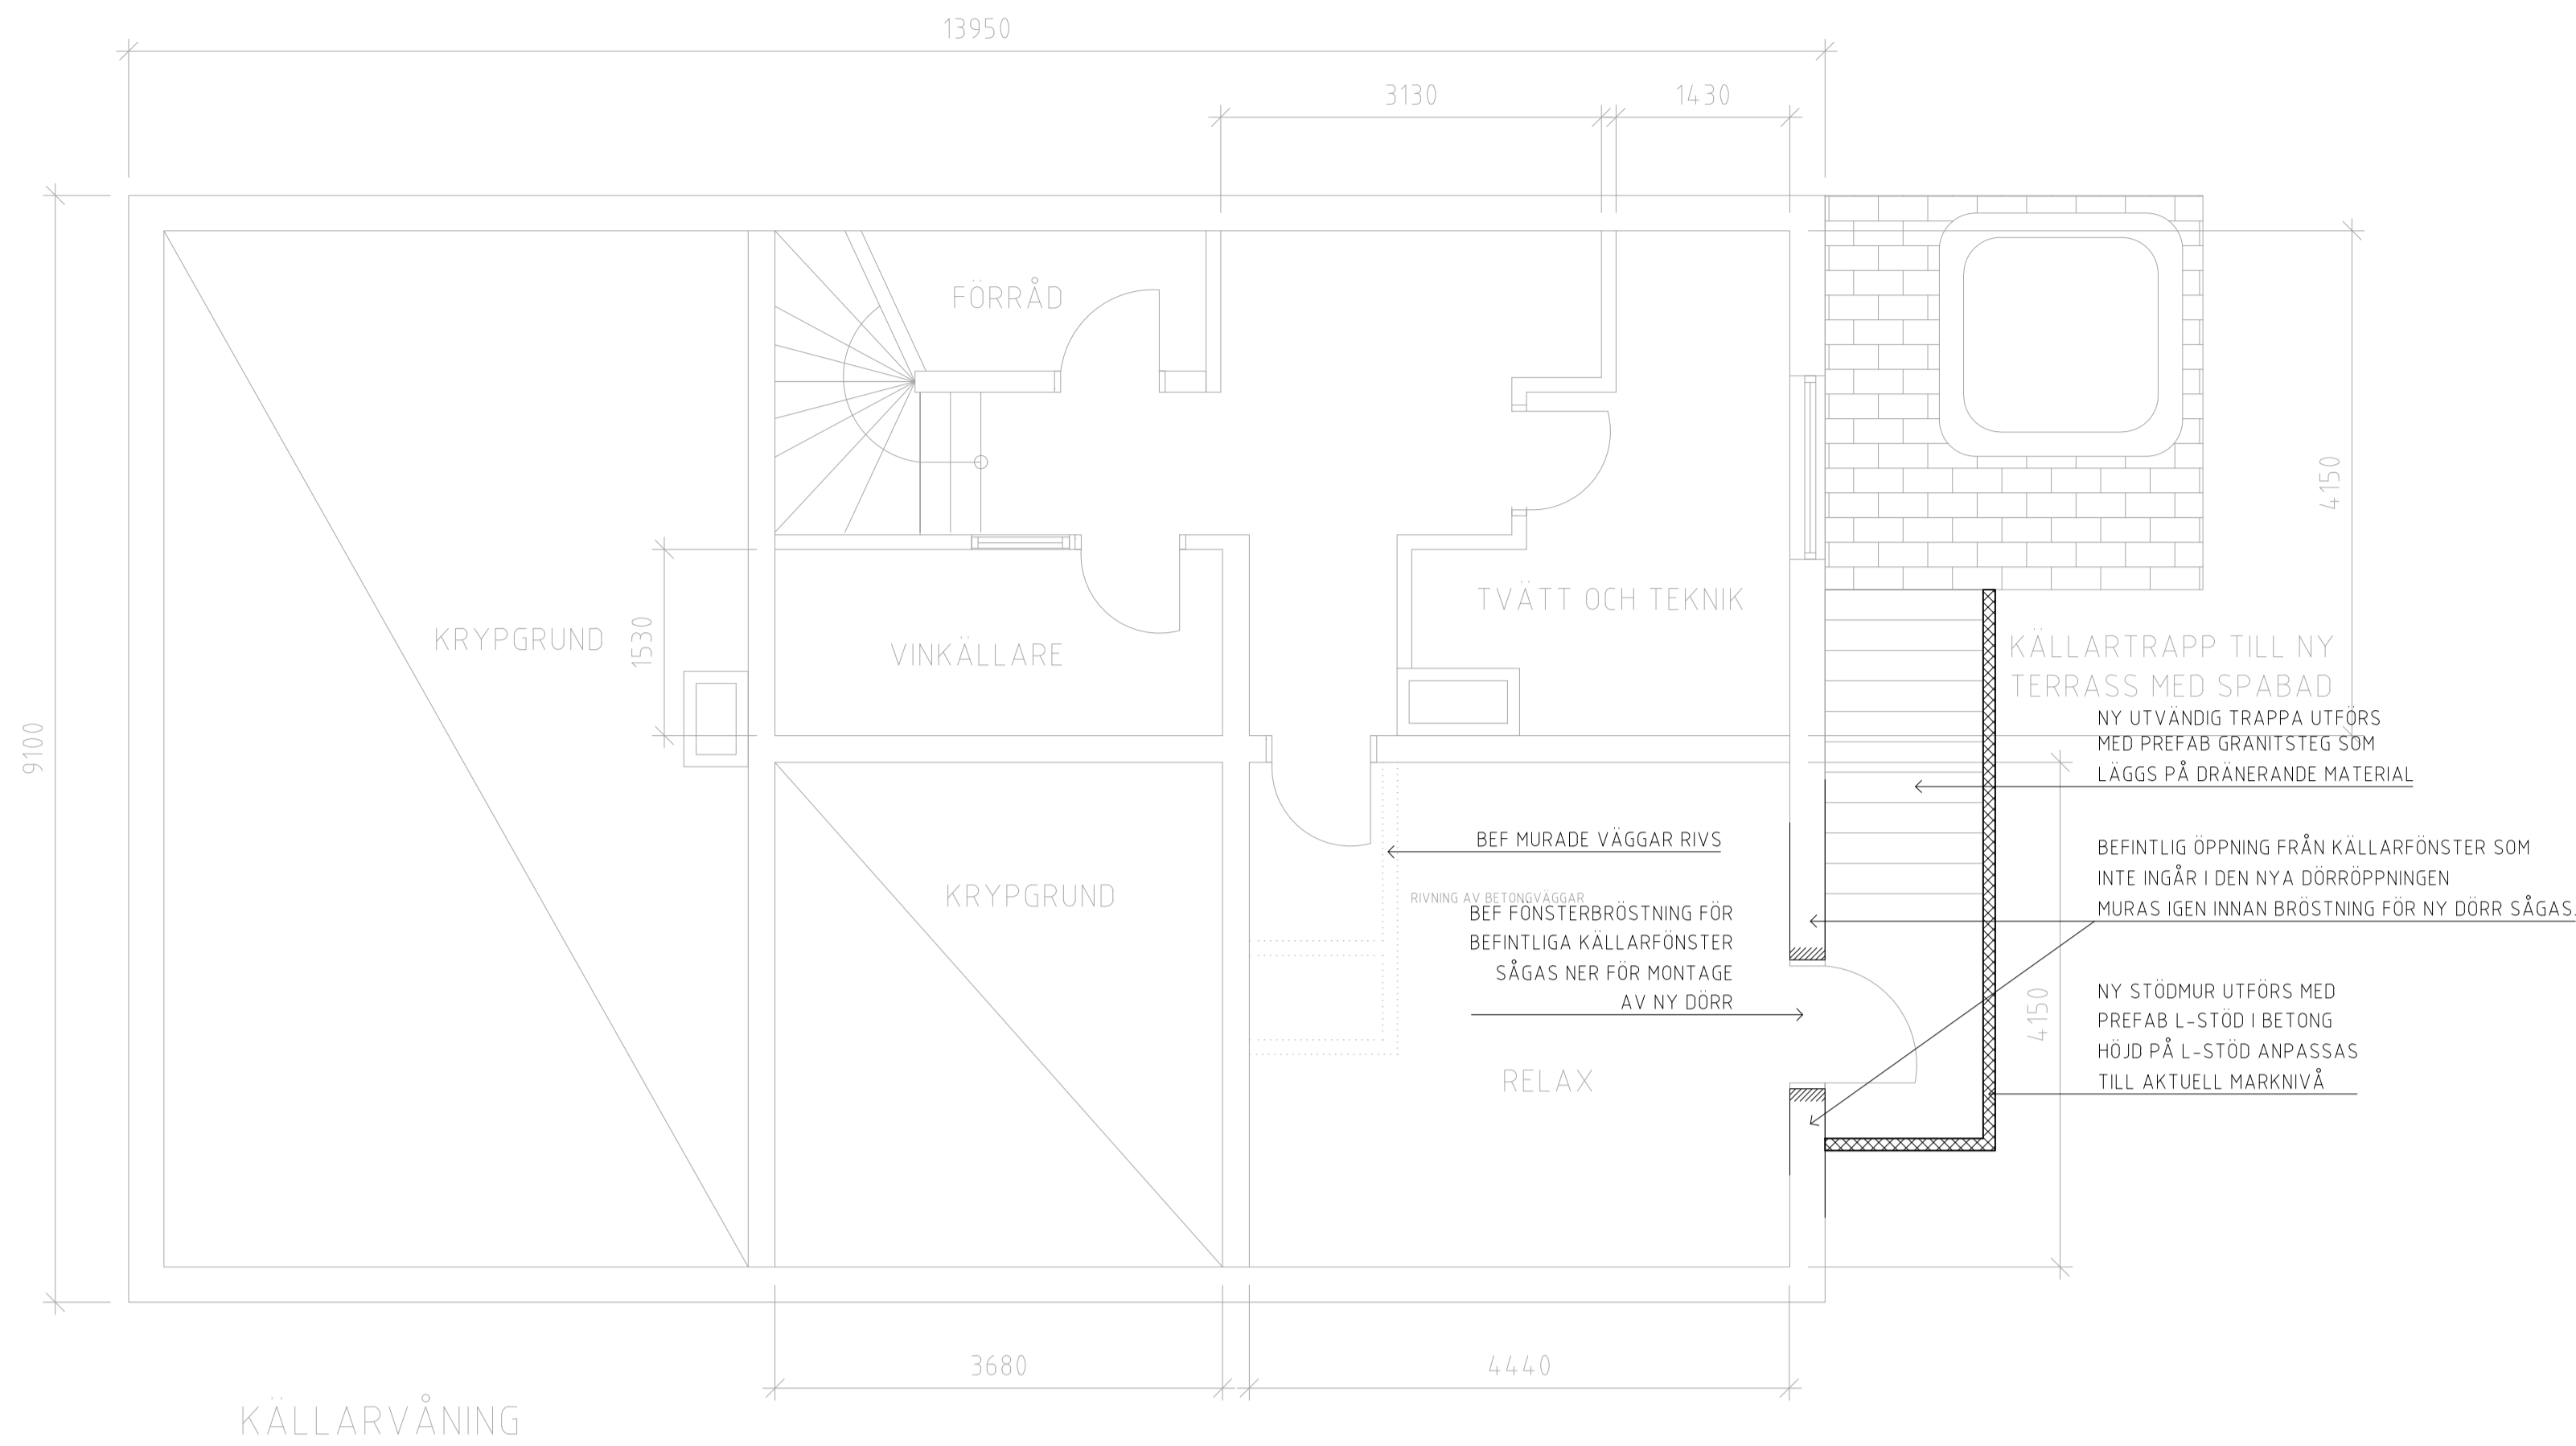 13950
3130
1430
FÖRRÅD
4150
TVÄTT OCH TEKNIK
KRYPGRUND
1530
VINKÄLLARE
KÄLLARTRAPP TILL NY
TERRASS MED SPABAD
NY UTVÄNDIG TRAPPA UTFÖRS
MED PREFAB GRANITSTEG SOM
LÄGGS PÅ DRÄNERANDE MATERIAL
9100
BEF MURADE VÄGGAR RIVS
BEFINTLIG ÖPPNING FRÅN KÄLLARFÖNSTER SOM
INTE INGÅR I DEN NYA DÖRRÖPPNINGEN
MURAS IGEN INNAN BRÖSTNING FÖR NY DÖRR SÅGAS.
KRYPGRUND
RIVNING AV BETONGVÄGGAR
BEF FÖNSTERBRÖSTNING FÖR
BEFINTLIGA KÄLLARFÖNSTER
SÅGAS NER FÖR MONTAGE
AV NY DÖRR
4150
NY STÖDMUR UTFÖRS MED
PREFAB L-STÖD I BETONG
HÖJD PÅ L-STÖD ANPASSAS
TILL AKTUELL MARKNIVÅ
RELAX
3680
4440
KÄLLARVÅNING